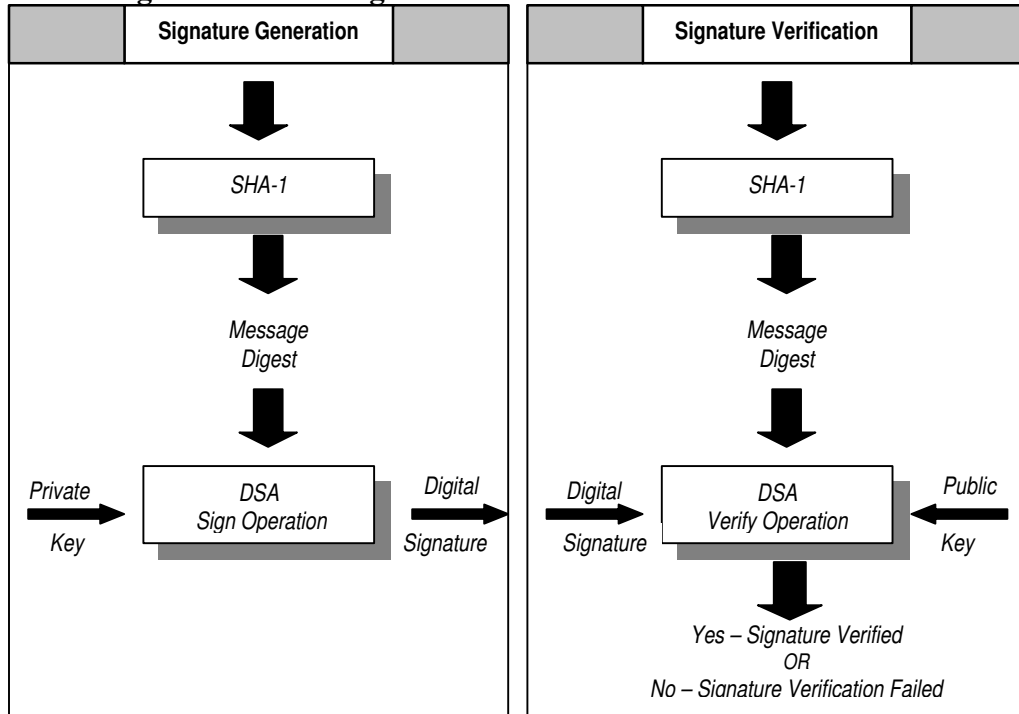 Signature Generation
SHA-1
Message
Digest
Private
Key
DSA
Sign Operation
Digital
Signature
Signature Verification
SHA-1
Message
Digest
Digital
Signature
DSA
Verify Operation
Public
Key
Yes – Signature Verified
OR
No – Signature Verification Failed